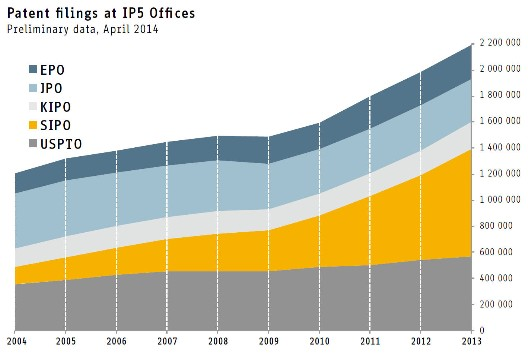 Patent filings at IP5 Offices
Preliminary data, April 2014
EPO
JPO
KIPO
SIPO
USPTO
2 200 000
2 000 000
1 800 000
1 600 000
1 400 000
1 200 000
1 000 000
800 000
600 000
400 000
200 000
0
2004 2005 2006 2007 2008 2009 2010 2011 2012 2013